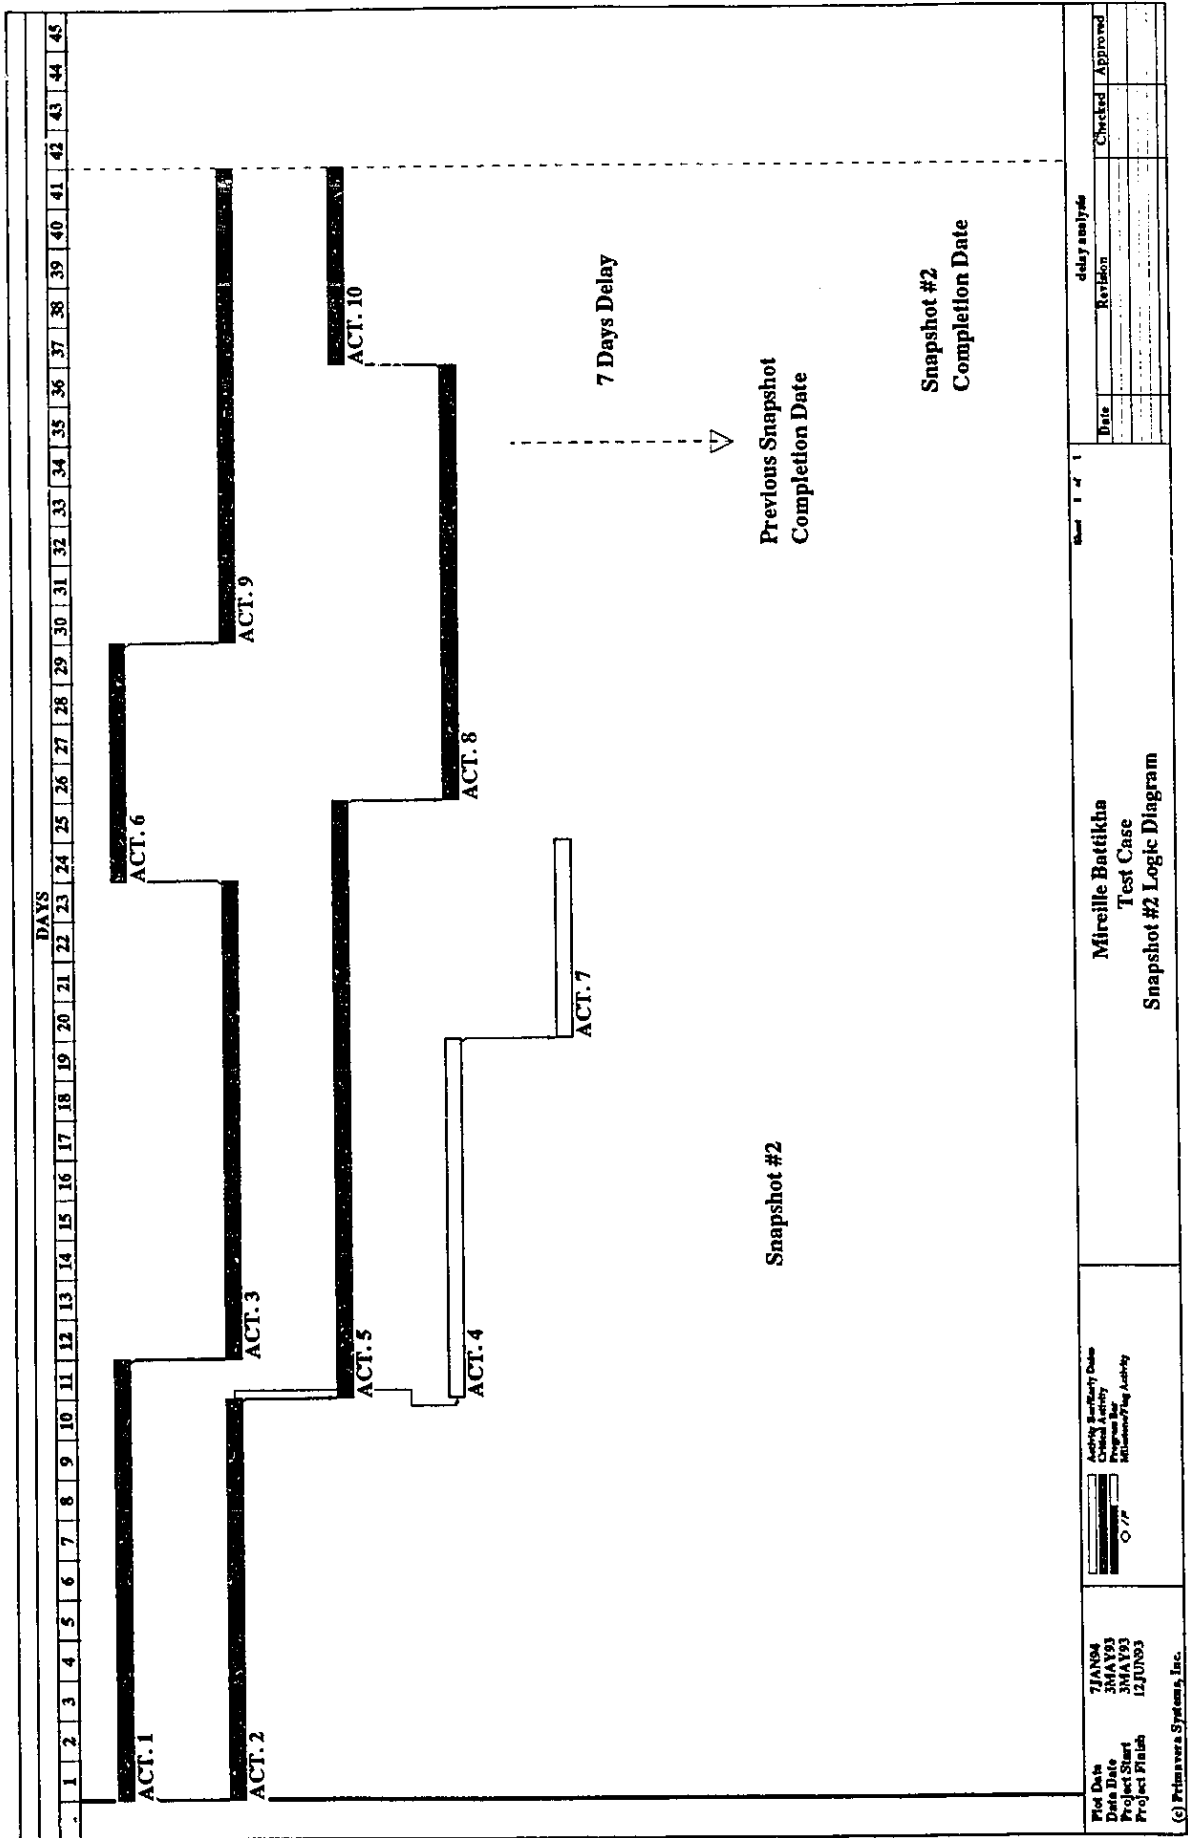 DAYS
1 2 3 4 5 6 7 8 9 10 11 12 13 14 15 16 17 18 19 20 21 22 23 24 25 26 27 28 29 30 31 32 33 34 35 36 37 38 39 40 41 42 43 44 45
ACT. 1
ACT. 2
ACT. 3
ACT. 5
ACT. 4
ACT. 6
ACT. 7
ACT. 8
ACT. 9
ACT. 10
7 Days Delay
Previous Snapshot
Completion Date
Snapshot #2
Snapshot #2
Completion Date
Plot Date 7JAN94
Data Date 3MAY93
Project Start 3MAY93
Project Finish 12JUN93
(c) Primavera Systems, Inc.
Activity Bar/Early Dates
Critical Activity
Progress Bar
Milestone/Flag Activity
Mireille Battikha
Test Case
Snapshot #2 Logic Diagram
Sheet 1 of 1
delay analysis
Date Revision Checked Approved